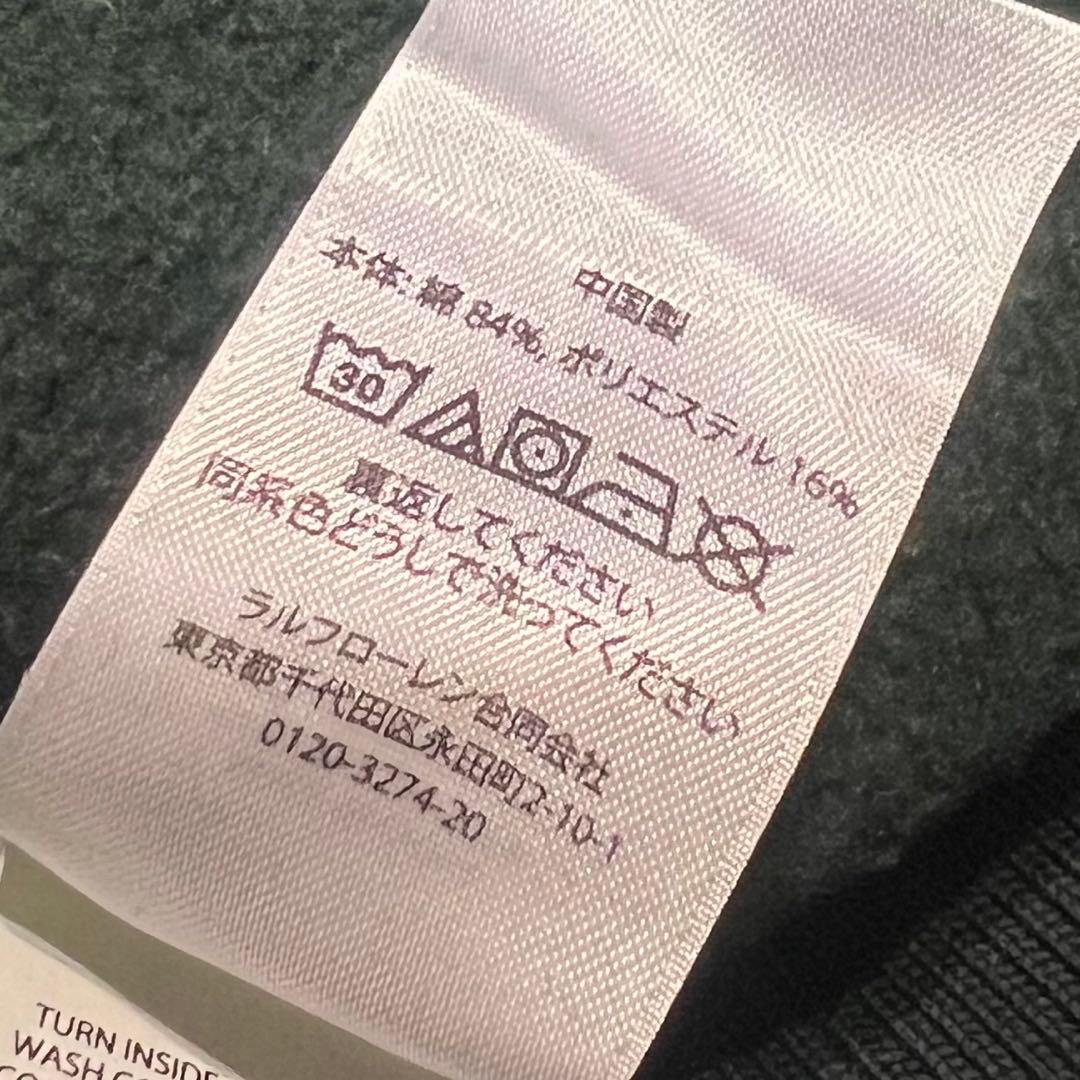 中国製
本体: 綿 84%, ポリエステル 16%
30
裏返してください
同系色どうしで洗ってください
ラルフローレン合同会社
東京都千代田区永田町2-10-1
0120-3274-20
TURN INSIDE
WASH